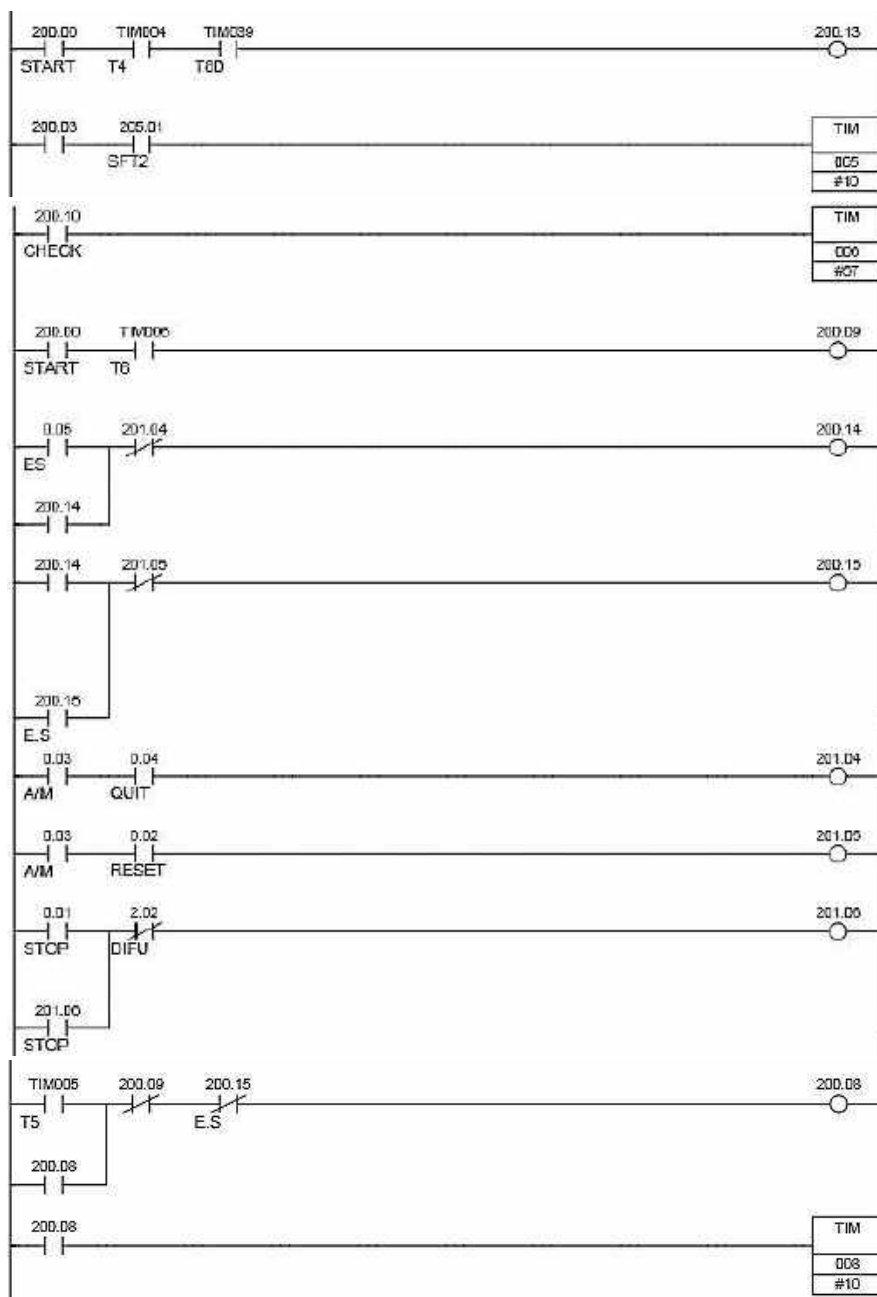 200.00 TIM004 TIM039 200.13
START T4 T8D
200.03 205.01 TIM
SFT2
005
#10
200.10 TIM
CHECK
006
#67
200.00 TIM006 200.09
START T6
0.05 201.04 200.14
ES
200.14
200.14 201.05 200.15
200.15
E.S
0.03 0.04 201.04
A/M QUIT
0.03 0.02 201.05
A/M RESET
0.01 2.02 201.06
STOP DIFU
201.06
STOP
TIM005 200.09 200.15 200.08
T5 E.S
200.08
200.08 TIM
008
#10